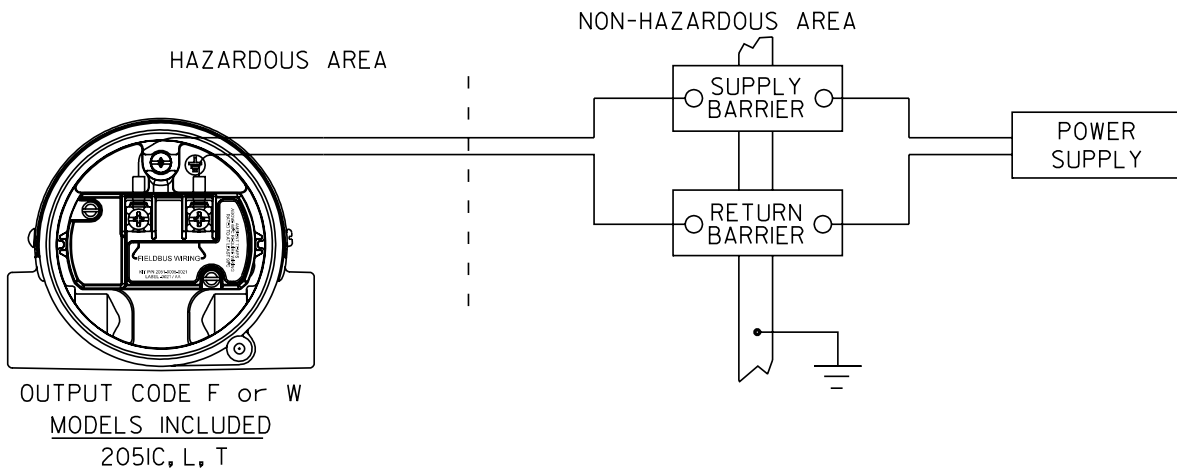 NON-HAZARDOUS AREA
HAZARDOUS AREA
SUPPLY
BARRIER
POWER
SUPPLY
RETURN
BARRIER
FIELDBUS WIRING
OUTPUT CODE F or W
MODELS INCLUDED
2051C, L, T